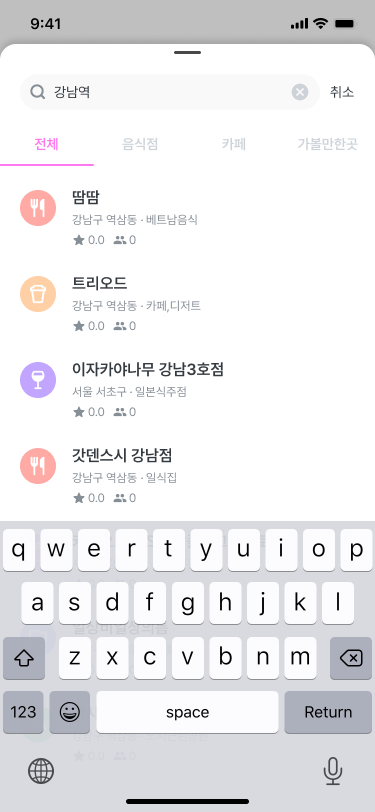 9:41
강남역
취소
전체 음식점 카페 가볼만한곳
땀땀
강남구 역삼동 · 베트남음식
0.0 0
트리오드
강남구 역삼동 · 카페,디저트
0.0 0
이자카야나무 강남3호점
서울 서초구 · 일본식주점
0.0 0
갓덴스시 강남점
강남구 역삼동 · 일식집
0.0 0
q w e r t y u i o p
a s d f g h j k l
z x c v b n m
123 space Return